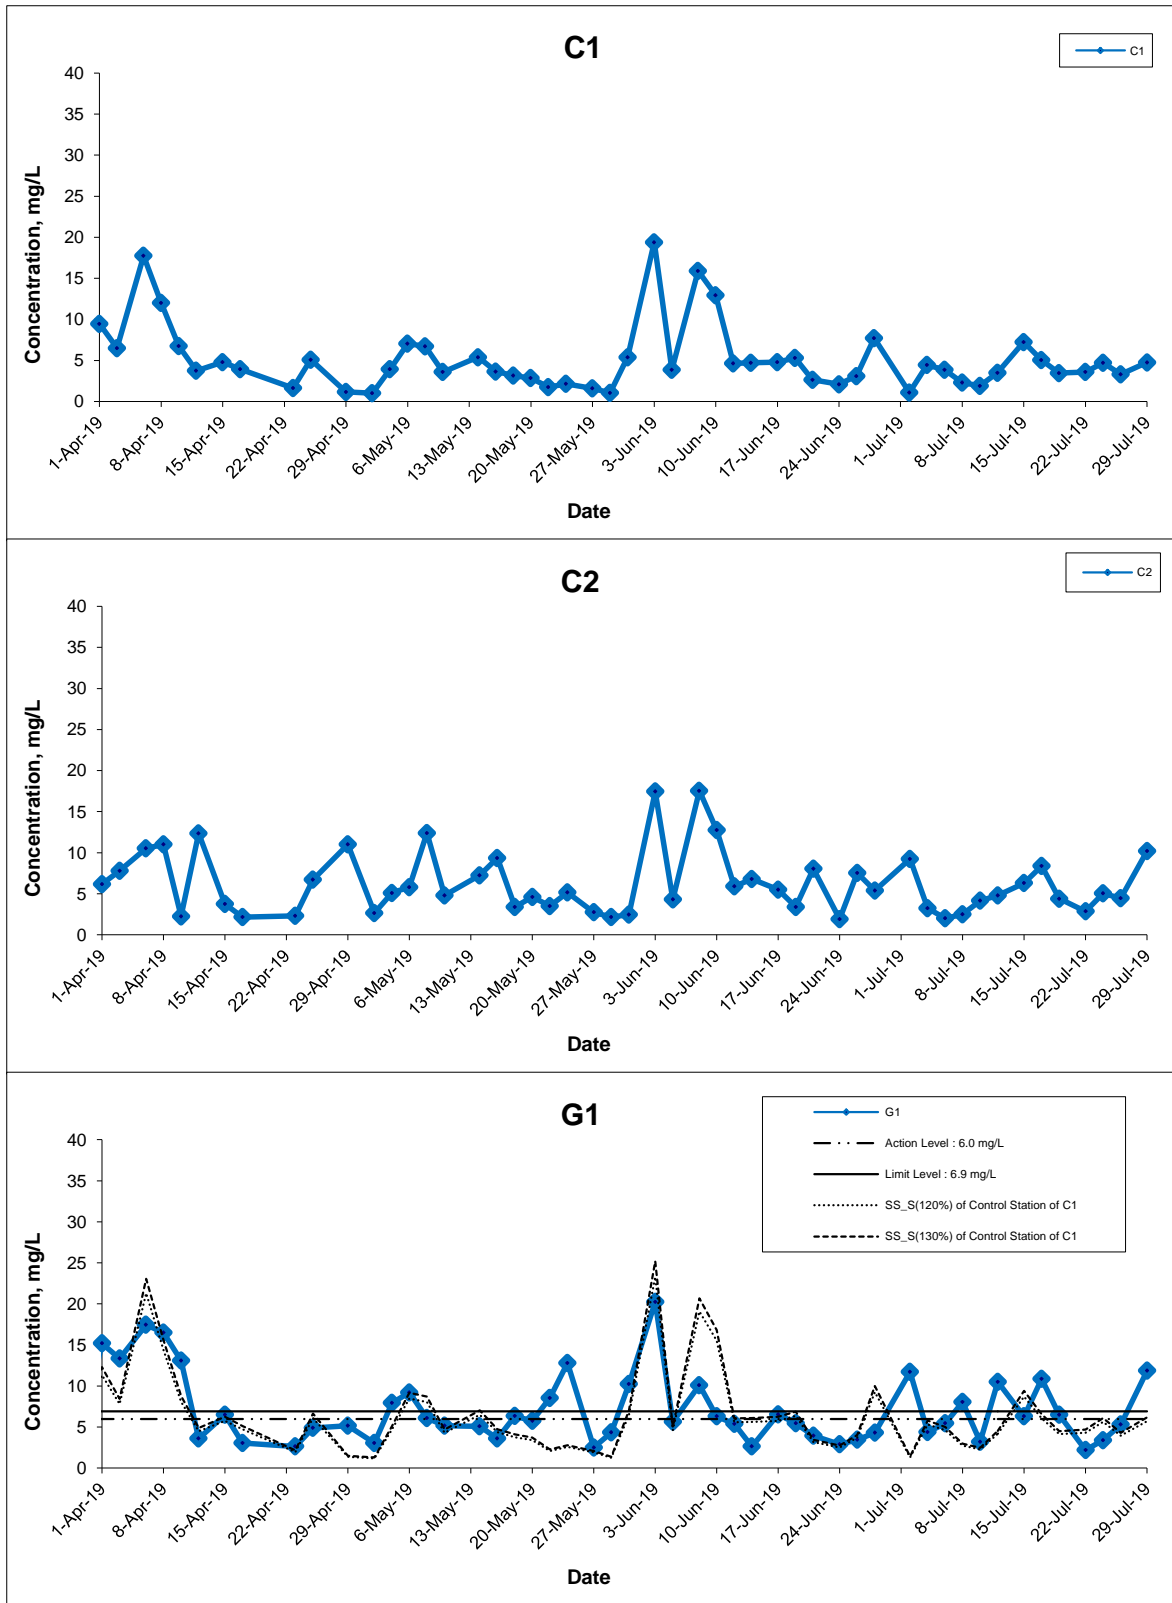 C1
C1
40
35
30
25
20
15
10
5
0
Concentration, mg/L
1-Apr-19
8-Apr-19
15-Apr-19
22-Apr-19
29-Apr-19
6-May-19
13-May-19
20-May-19
27-May-19
3-Jun-19
10-Jun-19
17-Jun-19
24-Jun-19
1-Jul-19
8-Jul-19
15-Jul-19
22-Jul-19
29-Jul-19
Date
C2
C2
40
35
30
25
20
15
10
5
0
Concentration, mg/L
1-Apr-19
8-Apr-19
15-Apr-19
22-Apr-19
29-Apr-19
6-May-19
13-May-19
20-May-19
27-May-19
3-Jun-19
10-Jun-19
17-Jun-19
24-Jun-19
1-Jul-19
8-Jul-19
15-Jul-19
22-Jul-19
29-Jul-19
Date
G1
G1
Action Level : 6.0 mg/L
Limit Level : 6.9 mg/L
SS_S(120%) of Control Station of C1
SS_S(130%) of Control Station of C1
40
35
30
25
20
15
10
5
0
Concentration, mg/L
1-Apr-19
8-Apr-19
15-Apr-19
22-Apr-19
29-Apr-19
6-May-19
13-May-19
20-May-19
27-May-19
3-Jun-19
10-Jun-19
17-Jun-19
24-Jun-19
1-Jul-19
8-Jul-19
15-Jul-19
22-Jul-19
29-Jul-19
Date